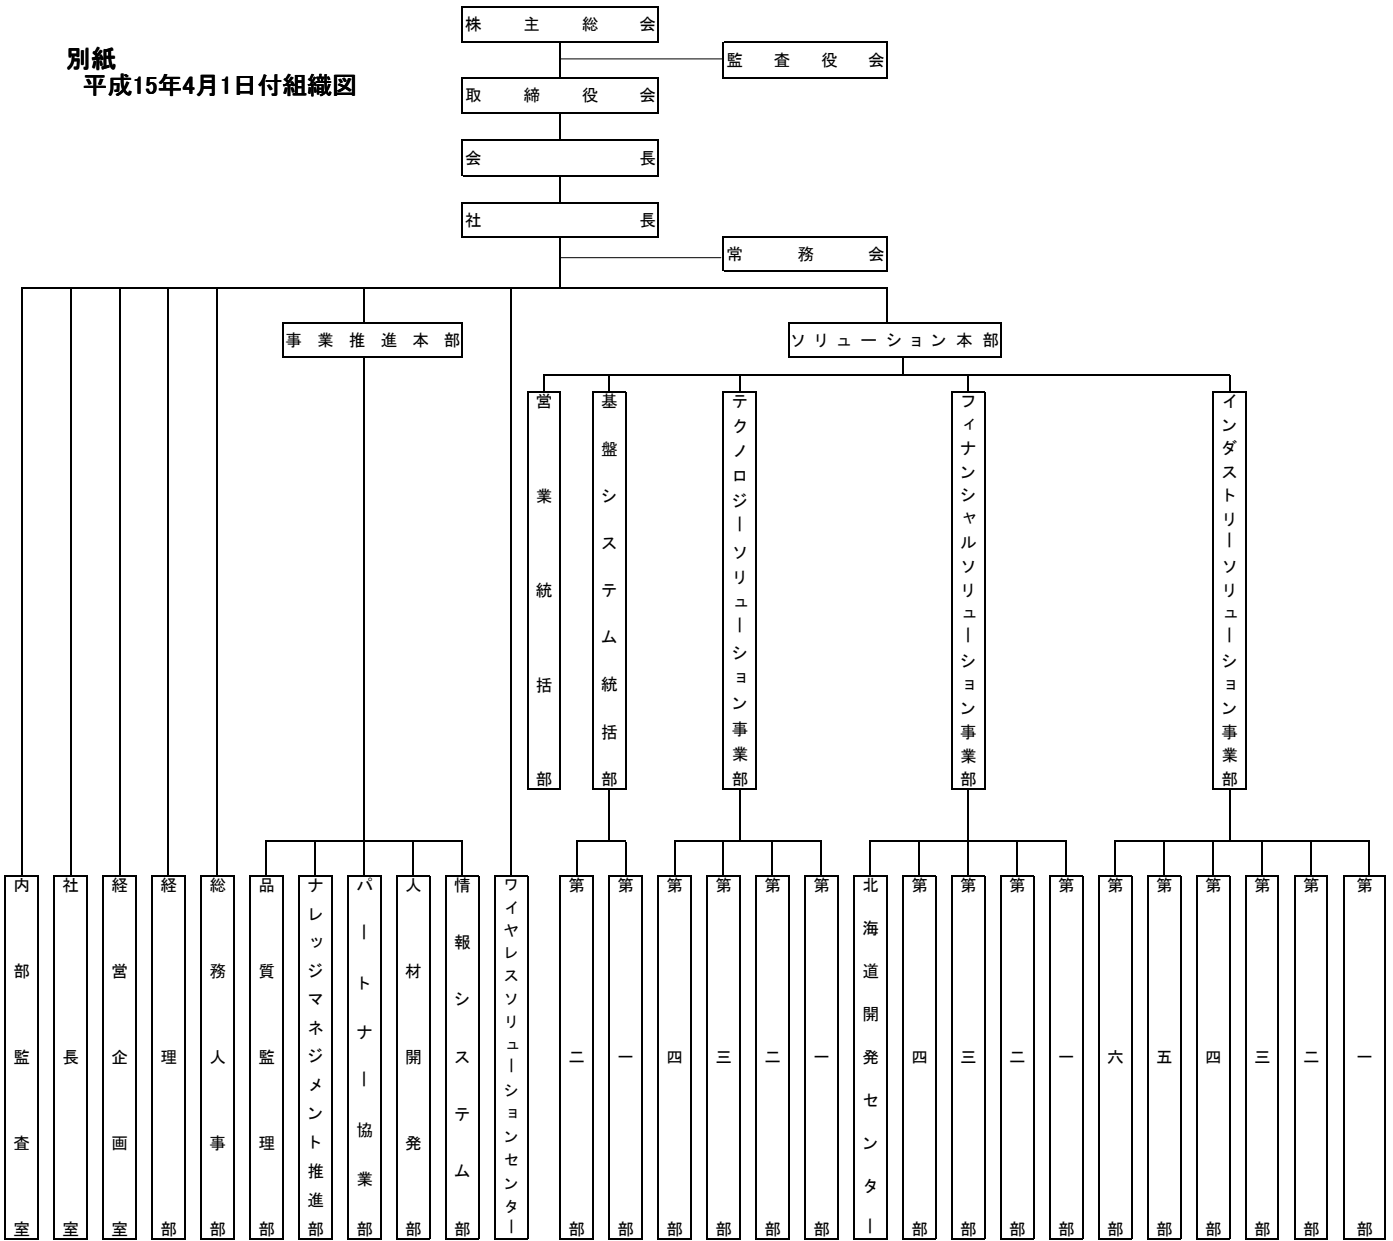 株主総会
別紙
監査役会
平成15年4月1日付組織図
取締役会
会長
社長
常務会
事業推進本部
ソリューション本部
営業統括部
基盤システム統括部
テクノロジーソリューション事業部
フィナンシャルソリューション事業部
インダストリーソリューション事業部
内部監査室
社長室
経営企画室
経理部
総務人事部
品質監理部
ナレッジマネジメント推進部
パートナー協業部
人材開発部
情報システム部
ワイヤレスソリューションセンター
第二部
第一部
第四部
第三部
第二部
第一部
北海道開発センター
第四部
第三部
第二部
第一部
第六部
第五部
第四部
第三部
第二部
第一部